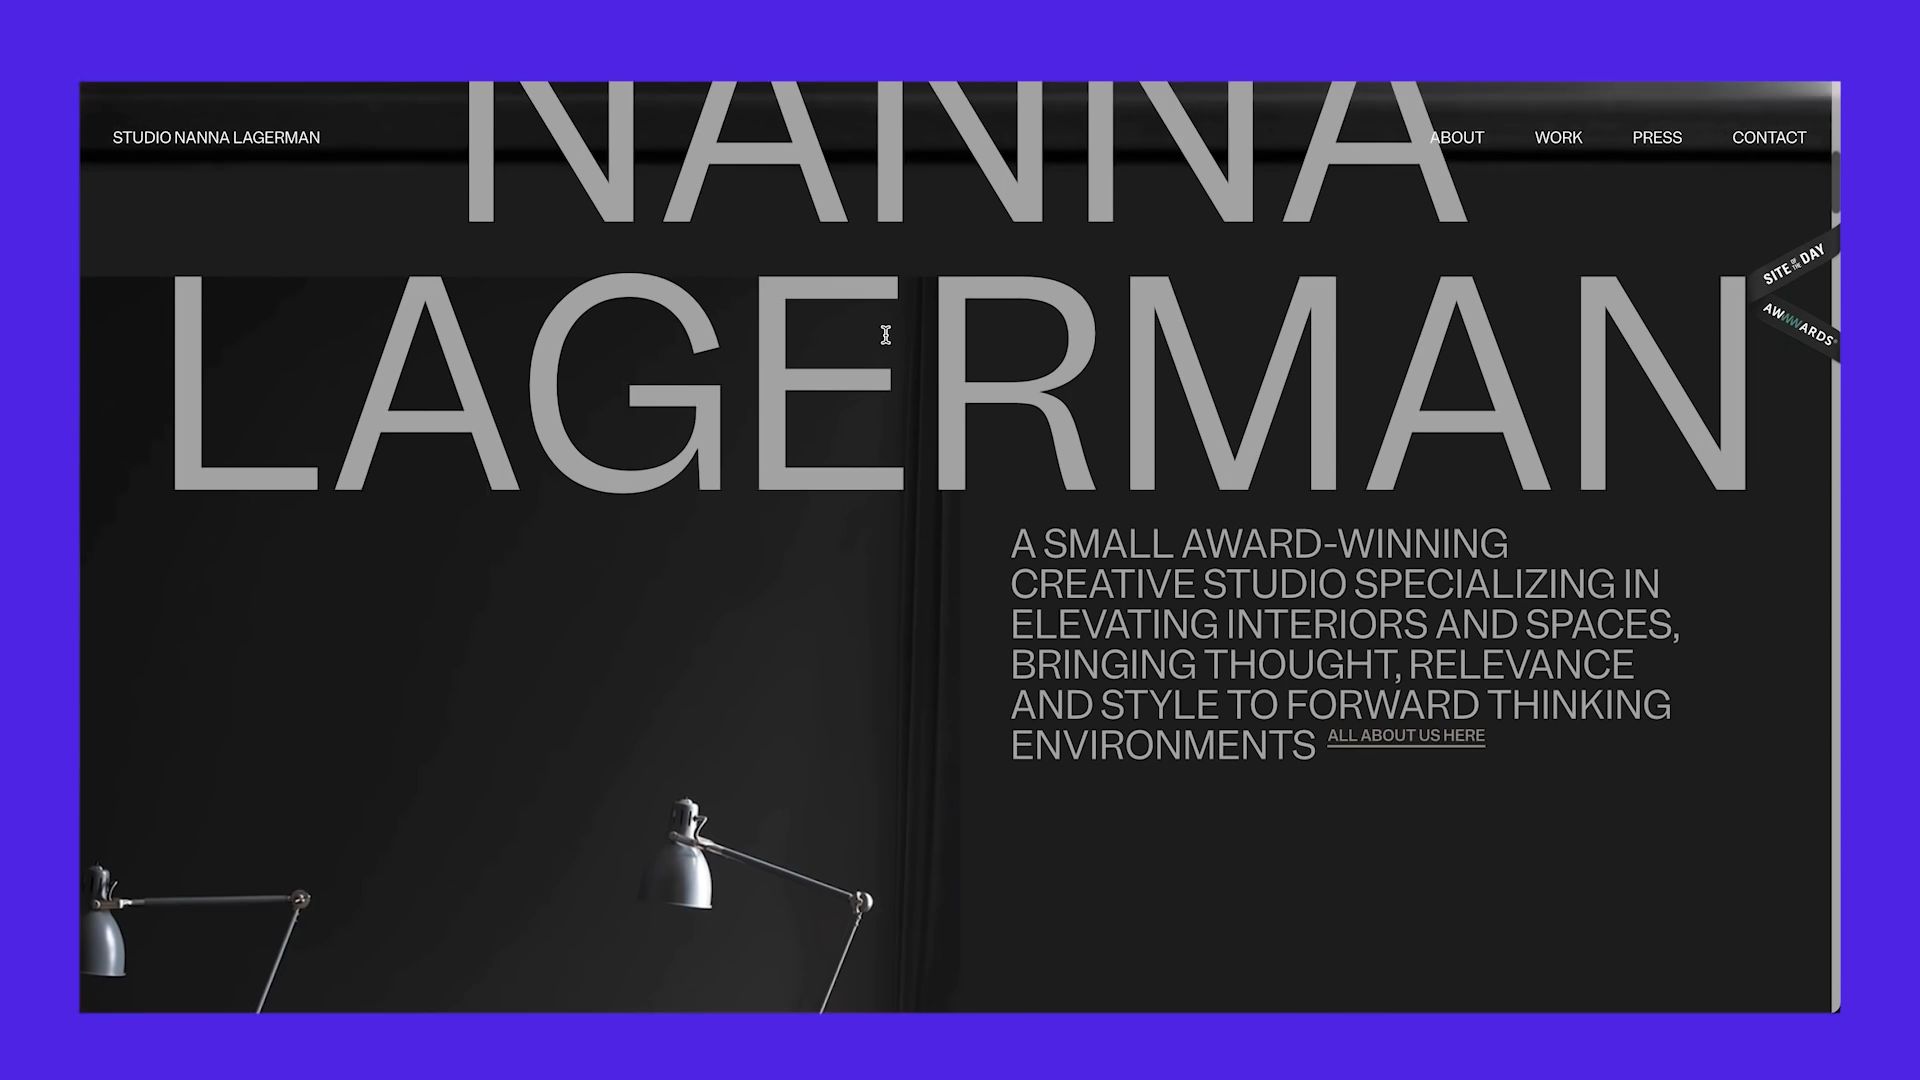 NANNA
STUDIO NANNA LAGERMAN
ABOUT
WORK
PRESS
CONTACT
SITE OF THE DAY
AWWWARDS
LAGERMAN
A SMALL AWARD-WINNING
CREATIVE STUDIO SPECIALIZING IN
ELEVATING INTERIORS AND SPACES,
BRINGING THOUGHT, RELEVANCE
AND STYLE TO FORWARD THINKING
ENVIRONMENTS ALL ABOUT US HERE